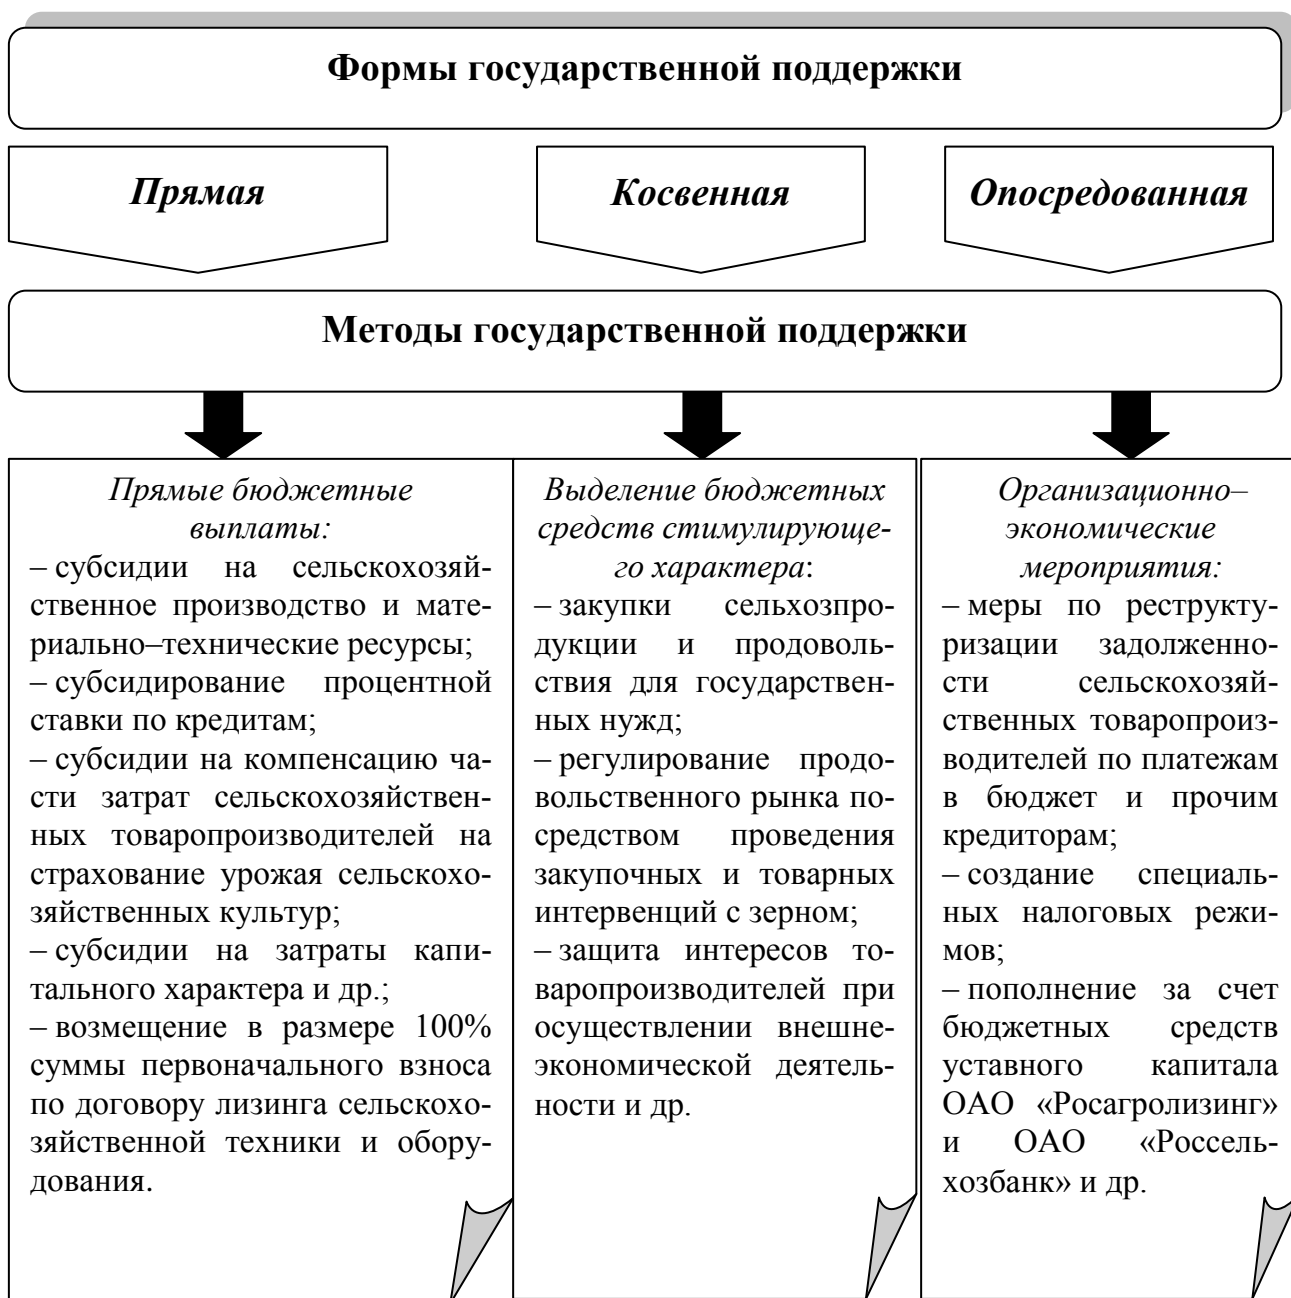 Формы государственной поддержки
Прямая
Косвенная
Опосредованная
Методы государственной поддержки
Прямые бюджетные
выплаты:
– субсидии на сельскохозяй-
ственное производство и мате-
риально–технические ресурсы;
– субсидирование процентной
ставки по кредитам;
– субсидии на компенсацию ча-
сти затрат сельскохозяйствен-
ных товаропроизводителей на
страхование урожая сельскохо-
зяйственных культур;
– субсидии на затраты капи-
тального характера и др.;
– возмещение в размере 100%
суммы первоначального взноса
по договору лизинга сельскохо-
зяйственной техники и обору-
дования.
Выделение бюджетных
средств стимулирующе-
го характера:
– закупки сельхозпро-
дукции и продоволь-
ствия для государствен-
ных нужд;
– регулирование продо-
вольственного рынка по-
средством проведения
закупочных и товарных
интервенций с зерном;
– защита интересов то-
варопроизводителей при
осуществлении внешне-
экономической деятель-
ности и др.
Организационно–
экономические
мероприятия:
– меры по реструкту-
ризации задолженно-
сти сельскохозяй-
ственных товаропроиз-
водителей по платежам
в бюджет и прочим
кредиторам;
– создание специаль-
ных налоговых режи-
мов;
– пополнение за счет
бюджетных средств
уставного капитала
ОАО «Росагролизинг»
и ОАО «Россель-
хозбанк» и др.